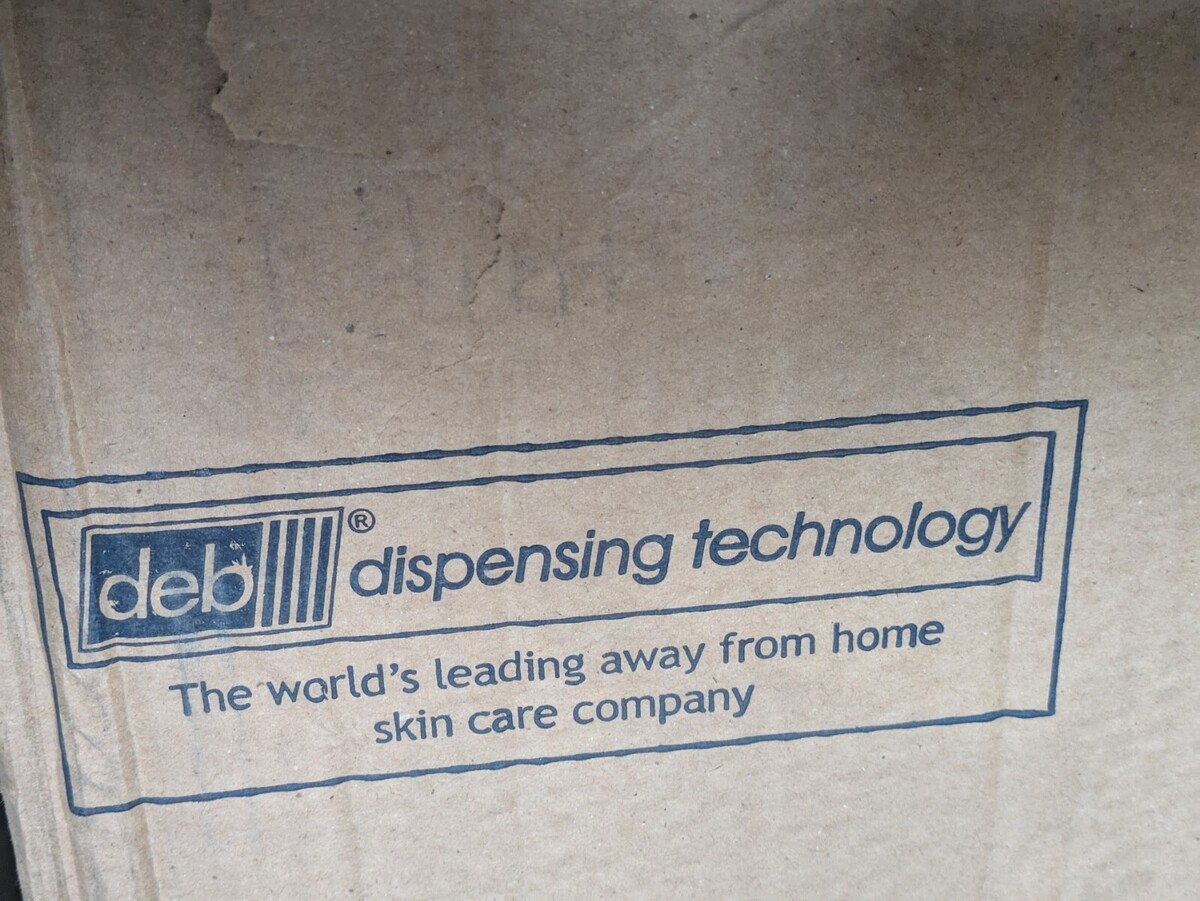 deb® dispensing technology
The world's leading away from home
skin care company